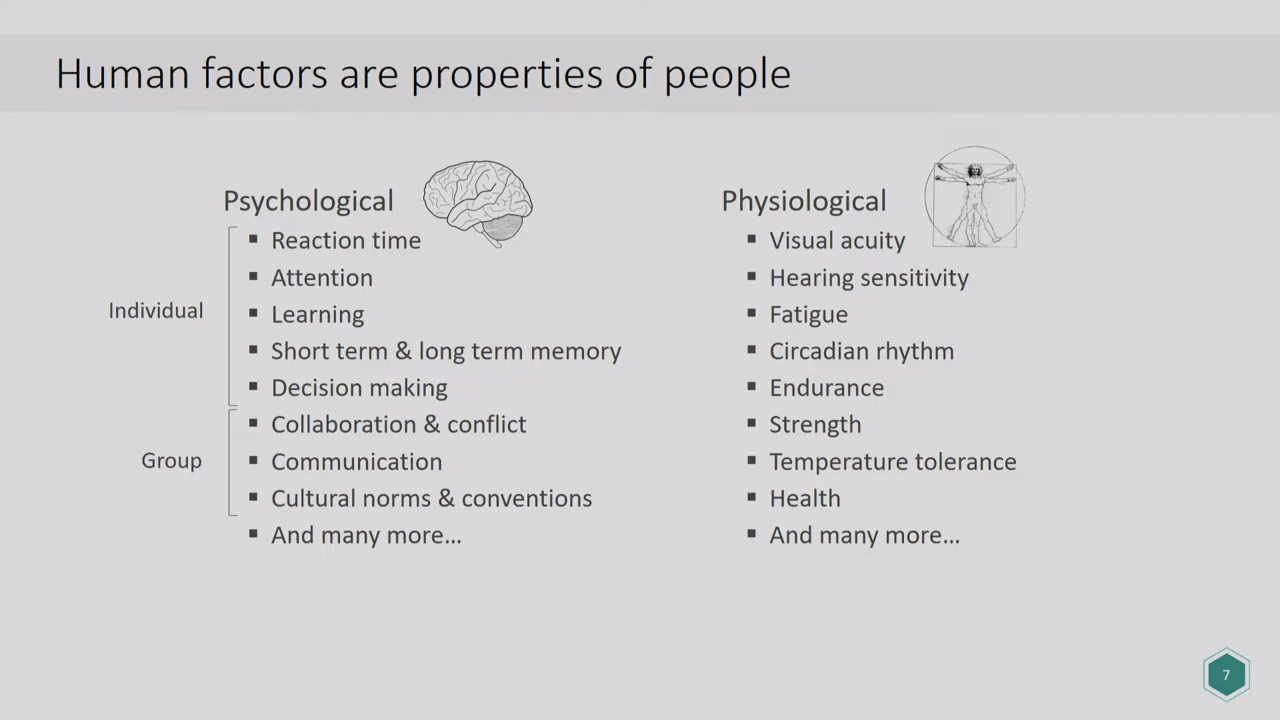 Human factors are properties of people
Psychological
Individual
▪ Reaction time
▪ Attention
▪ Learning
▪ Short term & long term memory
▪ Decision making
Group
▪ Collaboration & conflict
▪ Communication
▪ Cultural norms & conventions
▪ And many more…
Physiological
▪ Visual acuity
▪ Hearing sensitivity
▪ Fatigue
▪ Circadian rhythm
▪ Endurance
▪ Strength
▪ Temperature tolerance
▪ Health
▪ And many more…
7